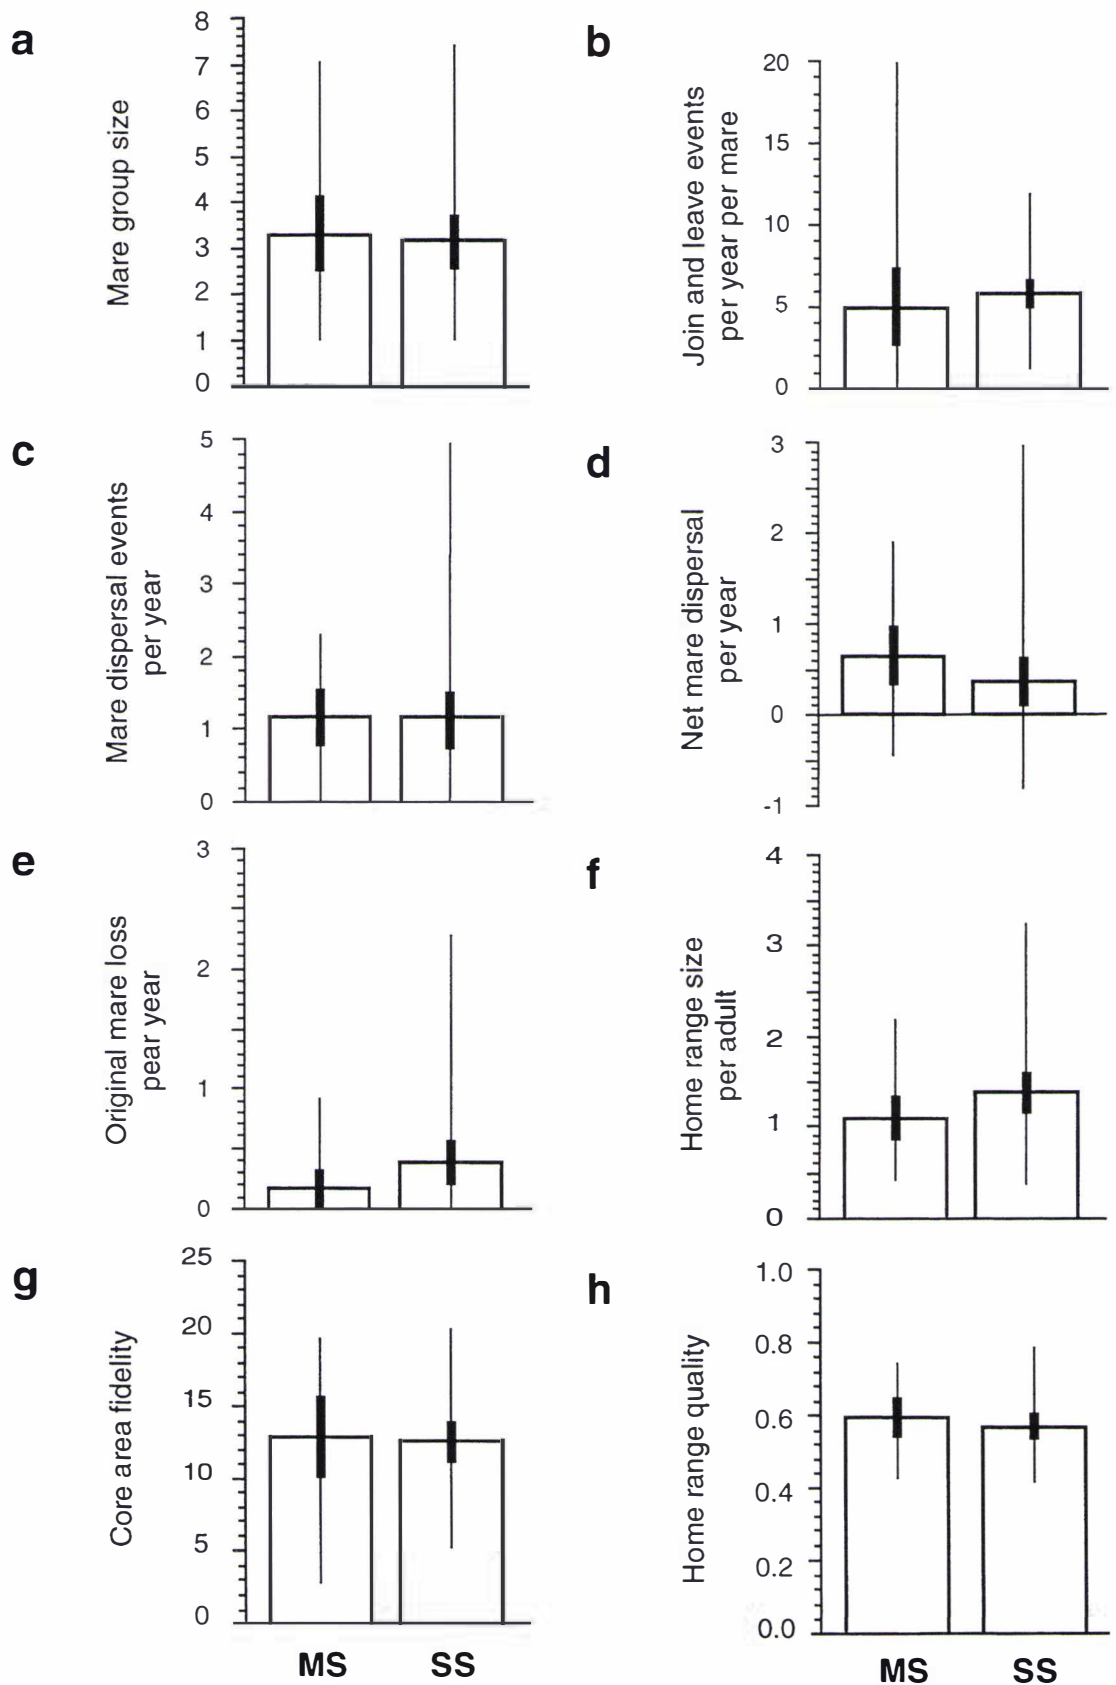 a
8
7
6
5
4
3
2
1
0
Mare group size
b
20
15
10
5
0
Join and leave events
per year per mare
c
5
4
3
2
1
0
Mare dispersal events
per year
d
3
2
1
0
-1
Net mare dispersal
per year
e
3
2
1
0
Original mare loss
pear year
f
4
3
2
1
0
Home range size
per adult
g
25
20
15
10
5
0
Core area fidelity
MS SS
h
1.0
0.8
0.6
0.4
0.2
0.0
Home range quality
MS SS